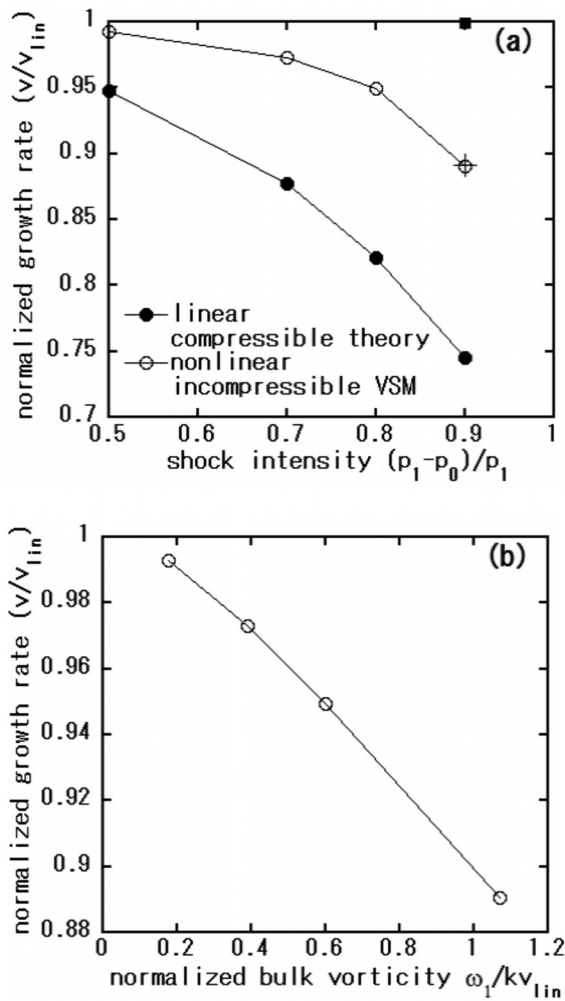 (a)
normalized growth rate (v/vlin)
1
0.95
0.9
0.85
0.8
0.75
0.7
linear
compressible theory
nonlinear
incompressible VSM
0.5 0.6 0.7 0.8 0.9 1
shock intensity (p1-p0)/p1
(b)
normalized growth rate (v/vlin)
1
0.98
0.96
0.94
0.92
0.9
0.88
0 0.2 0.4 0.6 0.8 1 1.2
normalized bulk vorticity ω1/kvlin